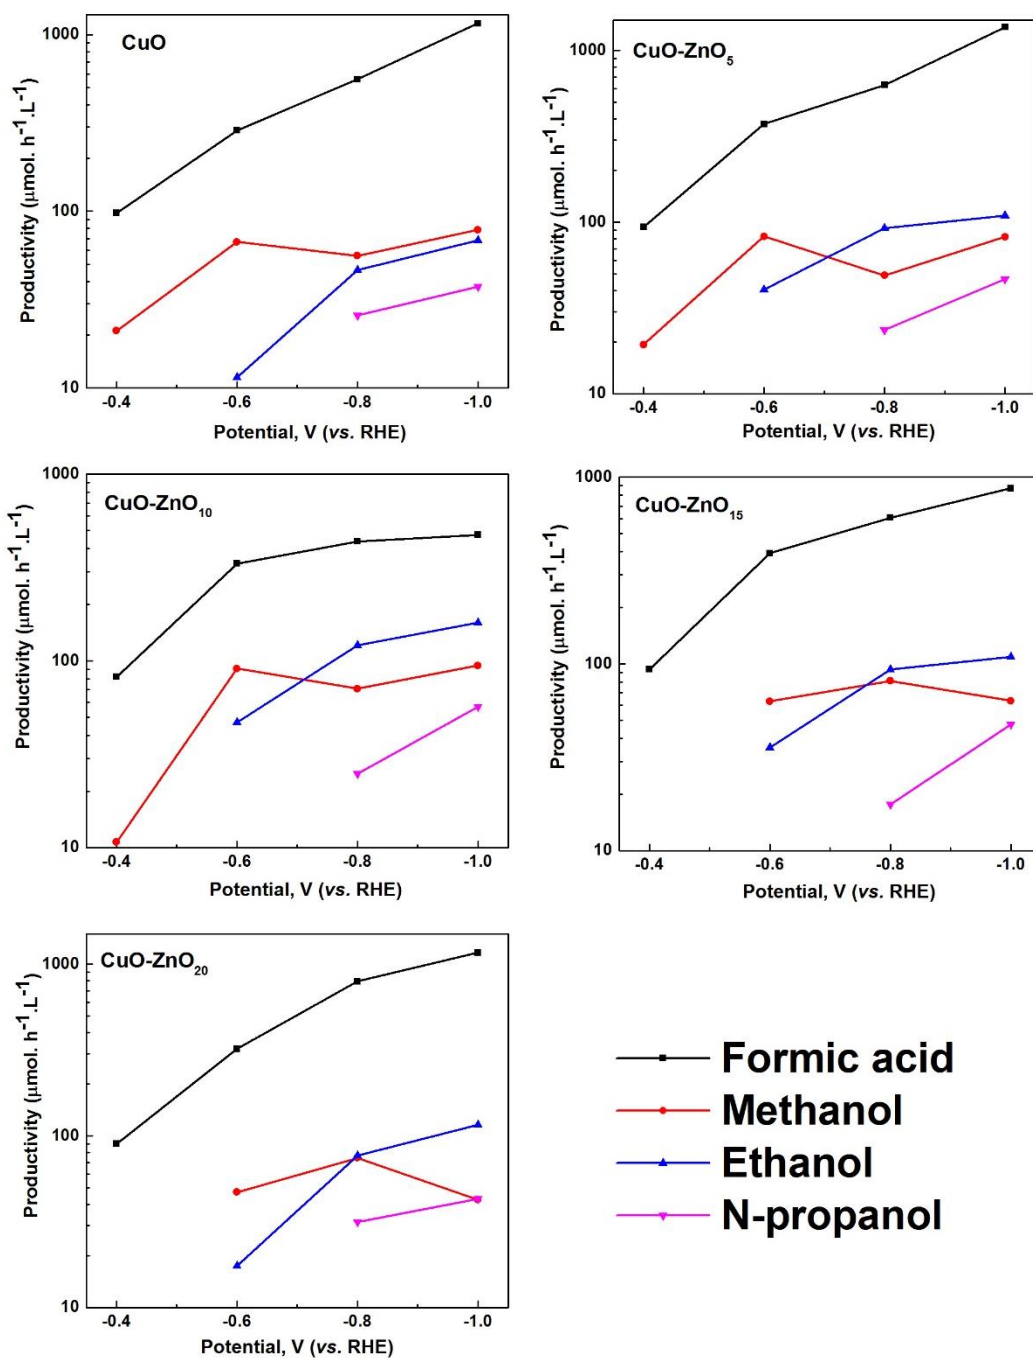 CuO
Productivity (µmol. h⁻¹.L⁻¹)
1000
100
10
-0.4 -0.6 -0.8 -1.0
Potential, V (vs. RHE)
CuO-ZnO₅
Productivity (µmol. h⁻¹.L⁻¹)
1000
100
10
-0.4 -0.6 -0.8 -1.0
Potential, V (vs. RHE)
CuO-ZnO₁₀
Productivity (µmol. h⁻¹.L⁻¹)
1000
100
10
-0.4 -0.6 -0.8 -1.0
Potential, V (vs. RHE)
CuO-ZnO₁₅
Productivity (µmol. h⁻¹.L⁻¹)
1000
100
10
-0.4 -0.6 -0.8 -1.0
Potential, V (vs. RHE)
CuO-ZnO₂₀
Productivity (µmol. h⁻¹.L⁻¹)
1000
100
10
-0.4 -0.6 -0.8 -1.0
Potential, V (vs. RHE)
Formic acid
Methanol
Ethanol
N-propanol